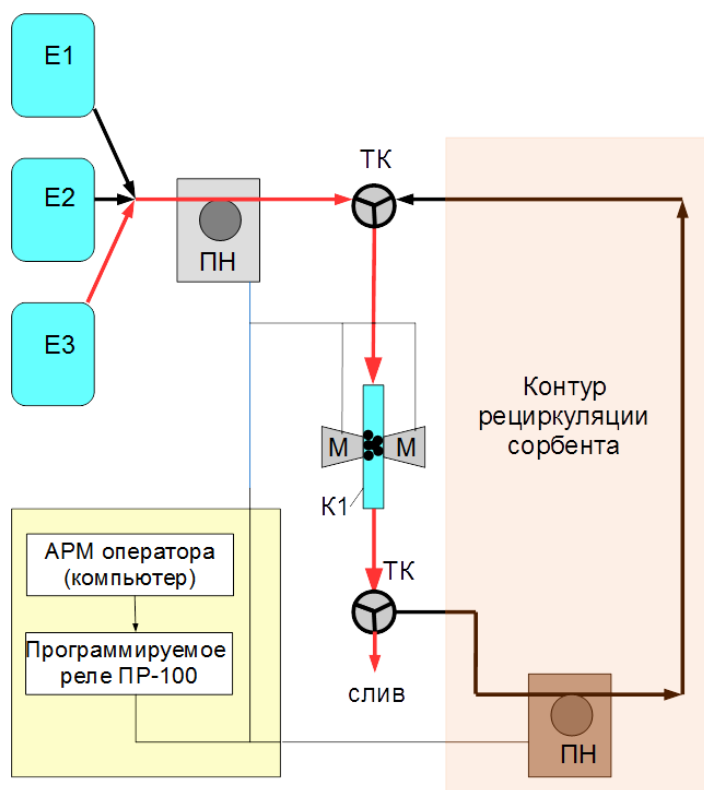 Е1
ТК
Е2
ПН
Е3
Контур
рециркуляции
сорбента
М
М
К1
АРМ оператора
(компьютер)
ТК
Программируемое
реле ПР-100
слив
ПН